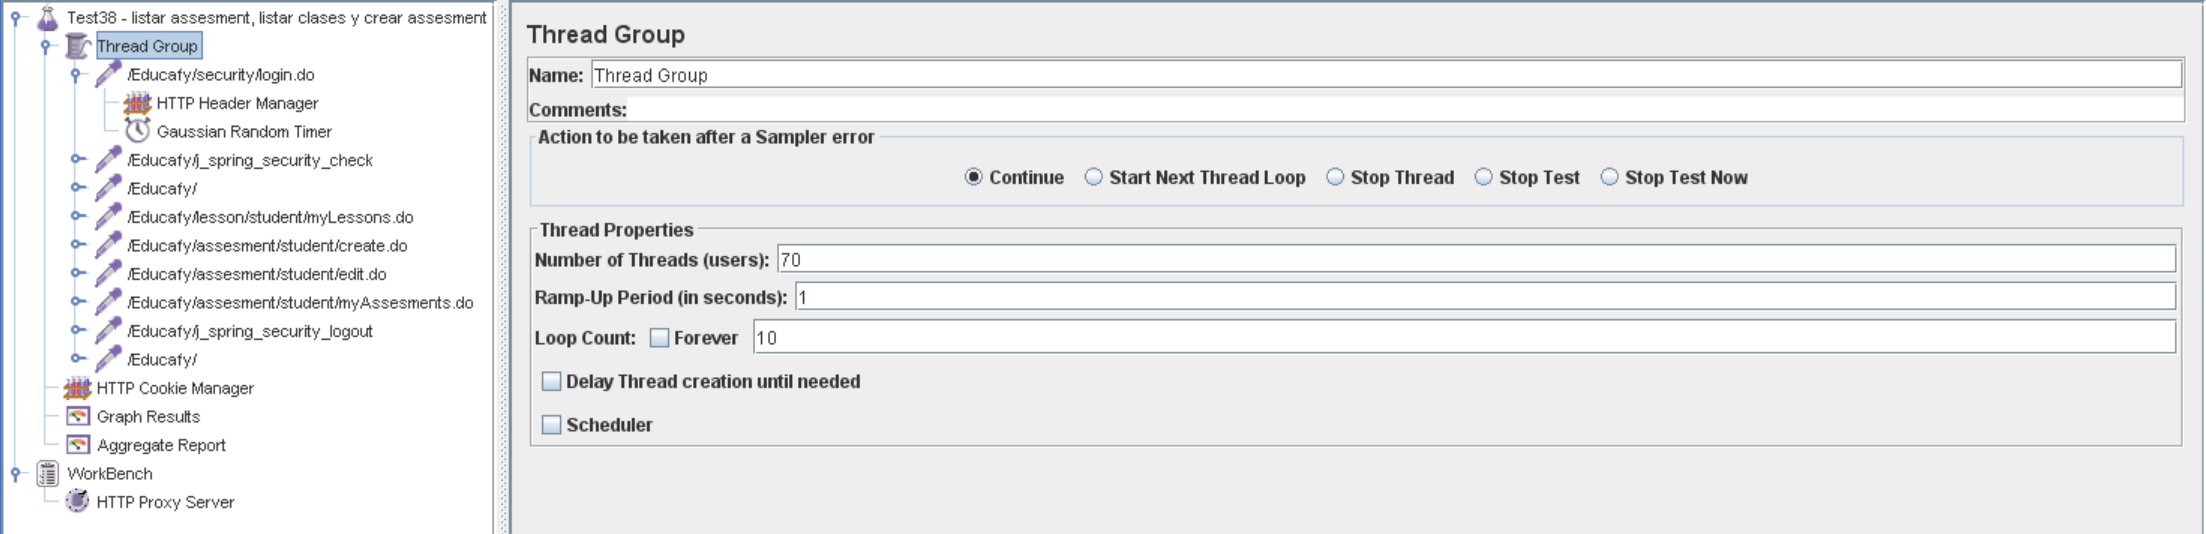 Test38 - listar assesment, listar clases y crear assesment
Thread Group
/Educafy/security/login.do
HTTP Header Manager
Gaussian Random Timer
/Educafy/j_spring_security_check
/Educafy/
/Educafy/lesson/student/myLessons.do
/Educafy/assesment/student/create.do
/Educafy/assesment/student/edit.do
/Educafy/assesment/student/myAssesments.do
/Educafy/j_spring_security_logout
/Educafy/
HTTP Cookie Manager
Graph Results
Aggregate Report
WorkBench
HTTP Proxy Server
Thread Group
Name: Thread Group
Comments:
Action to be taken after a Sampler error
Continue Start Next Thread Loop Stop Thread Stop Test Stop Test Now
Thread Properties
Number of Threads (users): 70
Ramp-Up Period (in seconds): 1
Loop Count: Forever 10
Delay Thread creation until needed
Scheduler